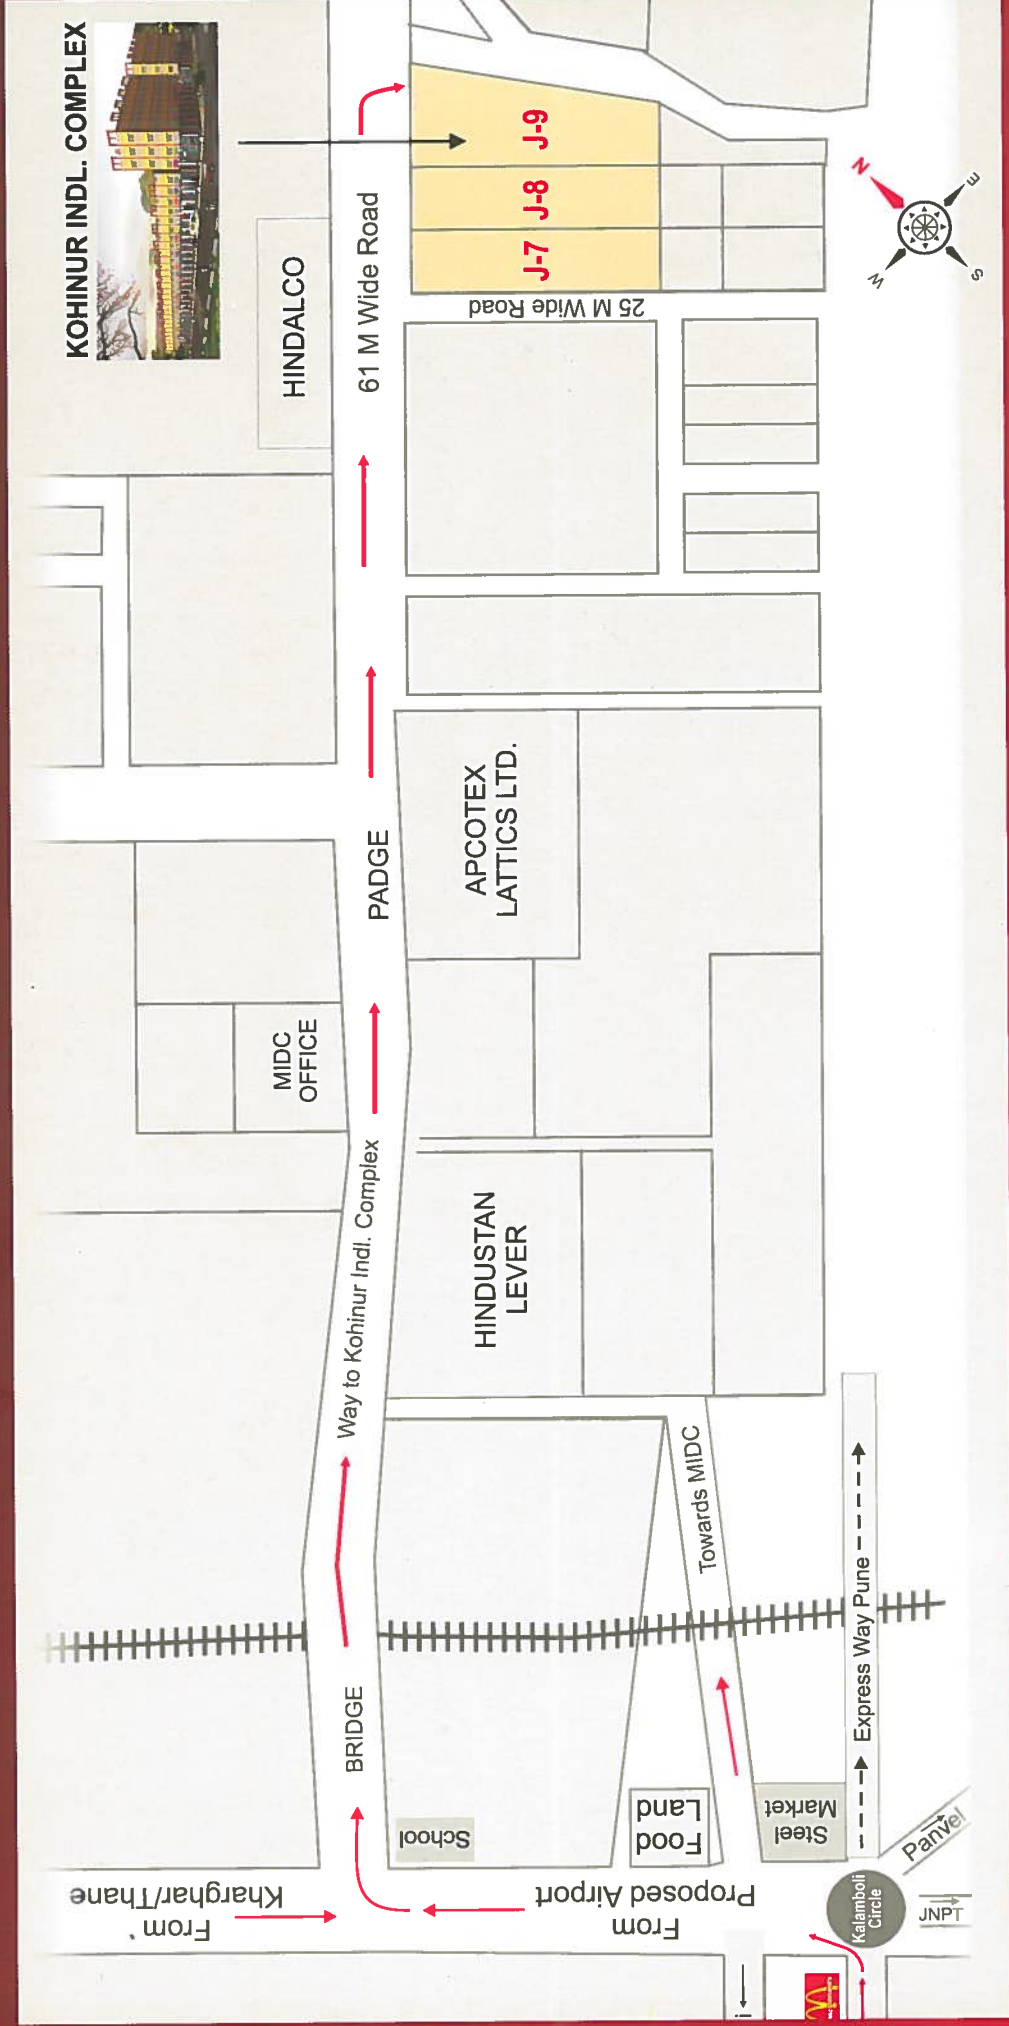 KOHINUR INDL. COMPLEX
HINDALCO
61 M Wide Road
J-7
J-8
J-9
25 M Wide Road
N
E
S
W
PADGE
APCOTEX
LATTICS LTD.
MIDC
OFFICE
Way to Kohinur Indl. Complex
HINDUSTAN
LEVER
Towards MIDC
BRIDGE
Express Way Pune
School
Food
Land
Steel
Market
From
Kharghar/Thane
From
Proposed Airport
Kalamboli
Circle
Panvel
JNPT